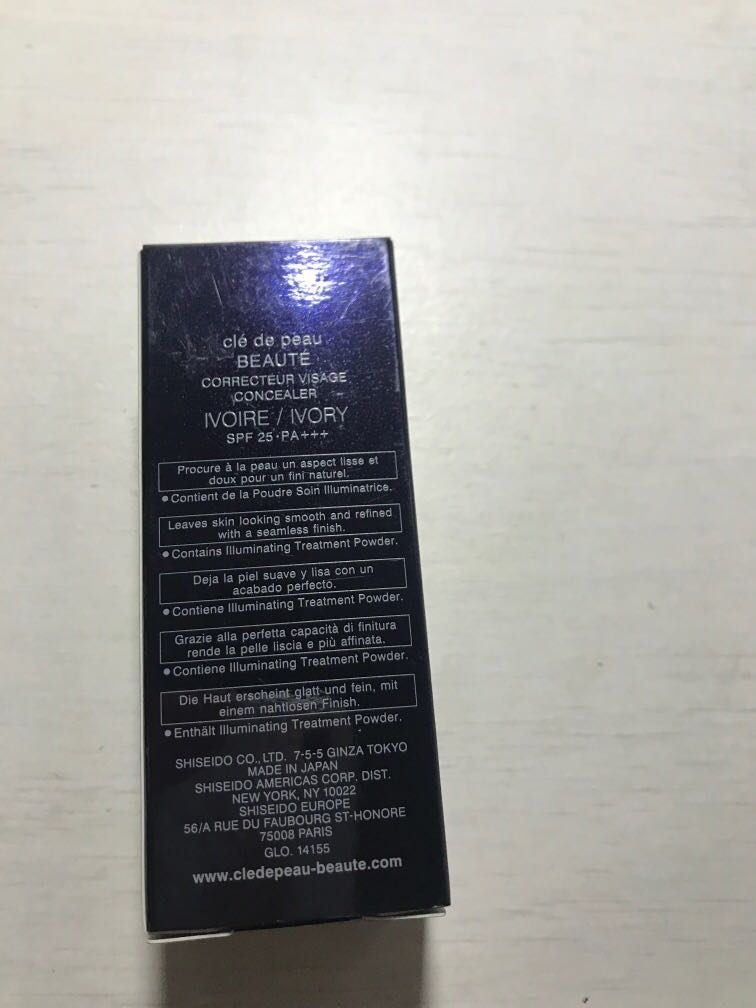 clé de peau
BEAUTÉ
CORRECTEUR VISAGE
CONCEALER
IVOIRE / IVORY
SPF 25·PA+++
Procure à la peau un aspect lisse et
doux pour un fini naturel.
●Contient de la Poudre Soin Illuminatrice.
Leaves skin looking smooth and refined
with a seamless finish.
●Contains Illuminating Treatment Powder.
Deja la piel suave y lisa con un
acabado perfecto.
●Contiene Illuminating Treatment Powder.
Grazie alla perfetta capacità di finitura
rende la pelle liscia e più affinata.
●Contiene Illuminating Treatment Powder.
Die Haut erscheint glatt und fein, mit
einem nahtlosen Finish.
●Enthält Illuminating Treatment Powder.
SHISEIDO CO., LTD. 7-5-5 GINZA TOKYO
MADE IN JAPAN
SHISEIDO AMERICAS CORP. DIST.
NEW YORK, NY 10022
SHISEIDO EUROPE
56/A RUE DU FAUBOURG ST-HONORE
75008 PARIS
GLO. 14155
www.cledepeau-beaute.com